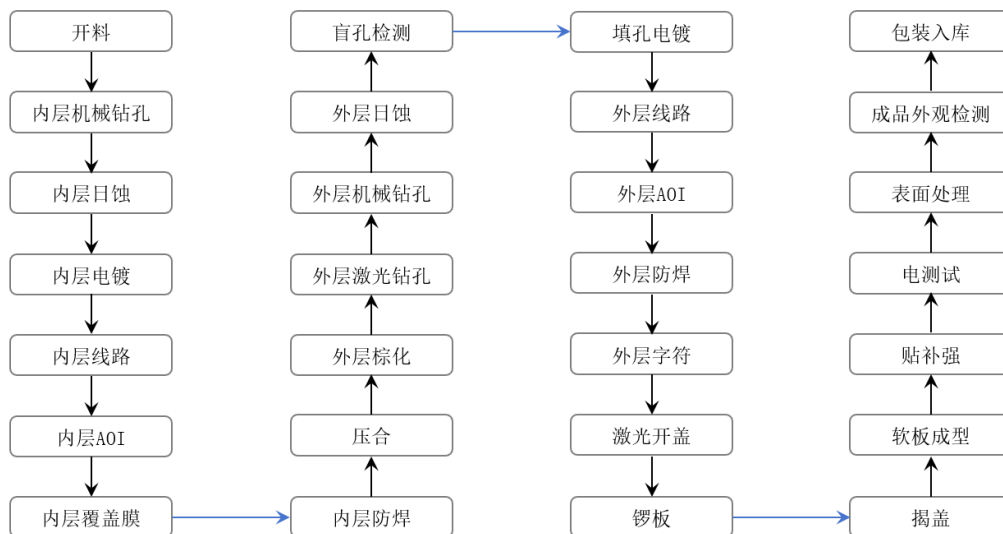 开料
内层机械钻孔
内层日蚀
内层电镀
内层线路
内层AOI
内层覆盖膜
内层防焊
压合
外层棕化
外层激光钻孔
外层机械钻孔
外层日蚀
盲孔检测
填孔电镀
外层线路
外层AOI
外层防焊
外层字符
激光开盖
锣板
揭盖
软板成型
贴补强
电测试
表面处理
成品外观检测
包装入库